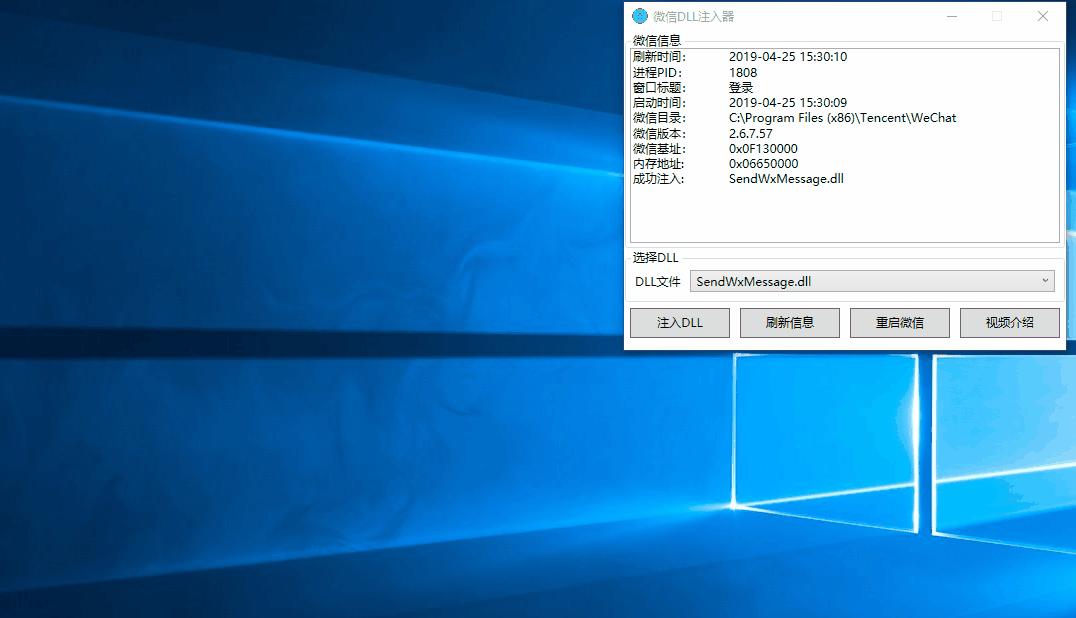 微信DLL注入器
微信信息
刷新时间: 2019-04-25 15:30:10
进程PID: 1808
窗口标题: 登录
启动时间: 2019-04-25 15:30:09
微信目录: C:\Program Files (x86)\Tencent\WeChat
微信版本: 2.6.7.57
微信基址: 0x0F130000
内存地址: 0x06650000
成功注入: SendWxMessage.dll
选择DLL
DLL文件 SendWxMessage.dll
注入DLL 刷新信息 重启微信 视频介绍